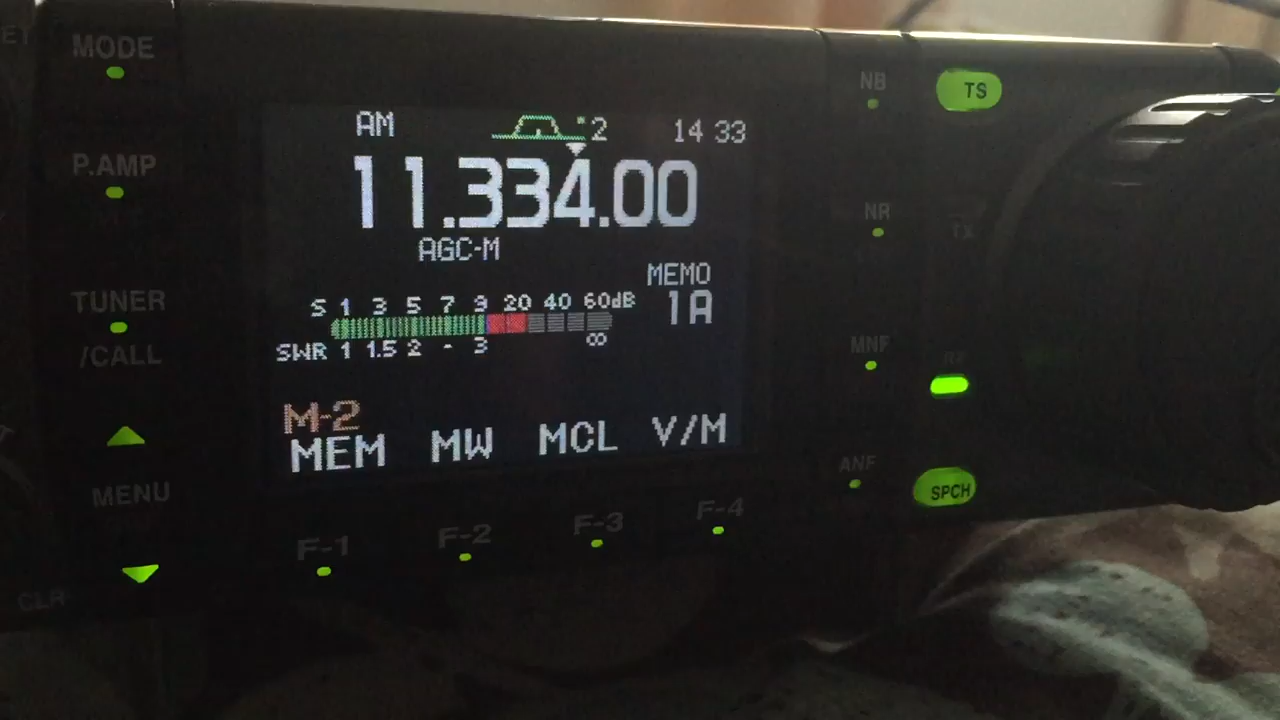 MODE
P.AMP
TUNER
/CALL
MENU
CLR
AM
2
14 33
11.334.00
AGC-M
MEMO
1A
S 1 3 5 7 9 20 40 60dB
SWR 1 1.5 2 - 3 ∞
M-2
MEM MW MCL V/M
F-1 F-2 F-3 F-4
NB
TS
NR
TX
MNF
RX
ANF
SPCH